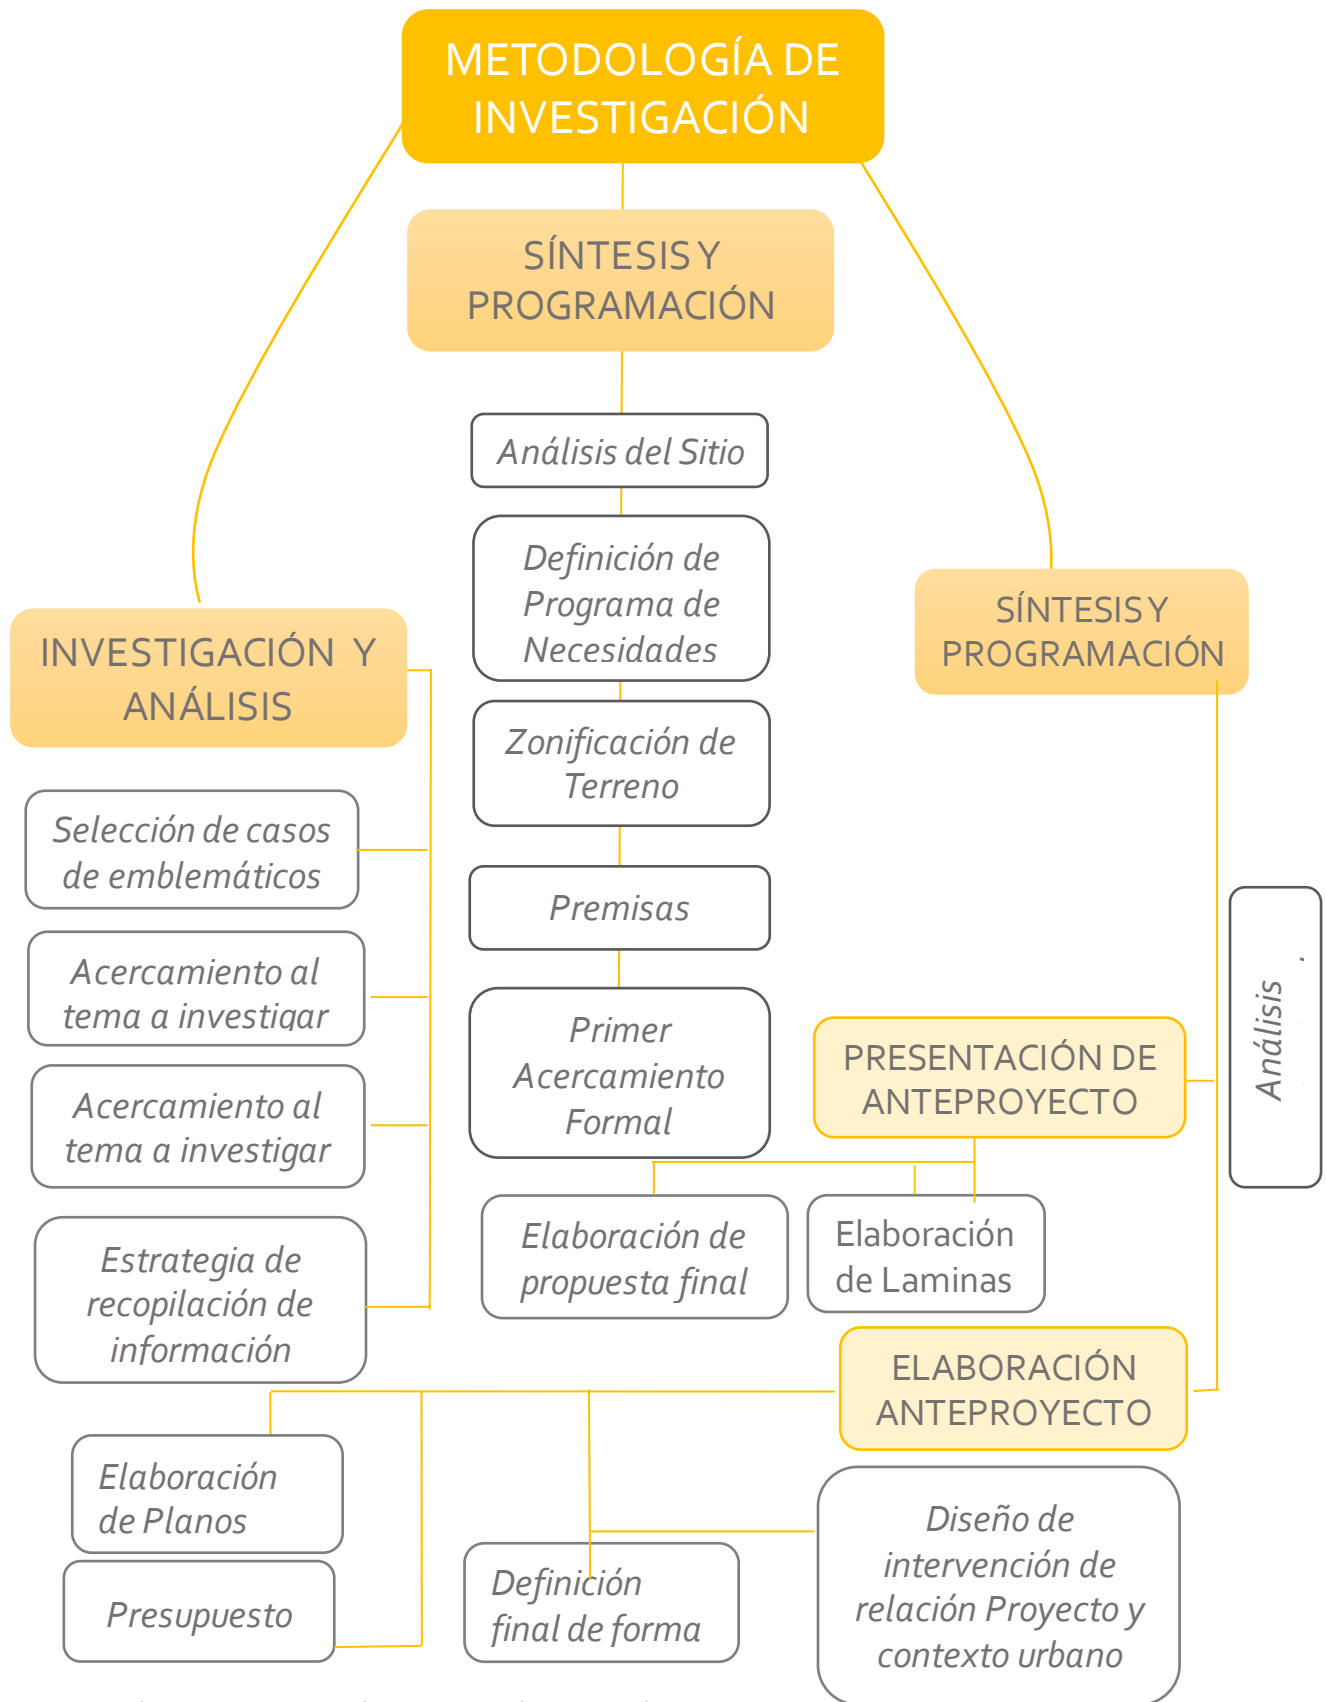 METODOLOGÍA DE
INVESTIGACIÓN
SÍNTESIS Y
PROGRAMACIÓN
Análisis del Sitio
Definición de
Programa de
Necesidades
Zonificación de
Terreno
Premisas
Primer
Acercamiento
Formal
INVESTIGACIÓN Y
ANÁLISIS
Selección de casos
de emblemáticos
Acercamiento al
tema a investigar
Acercamiento al
tema a investigar
Estrategia de
recopilación de
información
SÍNTESIS Y
PROGRAMACIÓN
Análisis
PRESENTACIÓN DE
ANTEPROYECTO
Elaboración de
propuesta final
Elaboración
de Laminas
ELABORACIÓN
ANTEPROYECTO
Elaboración
de Planos
Presupuesto
Definición
final de forma
Diseño de
intervención de
relación Proyecto y
contexto urbano